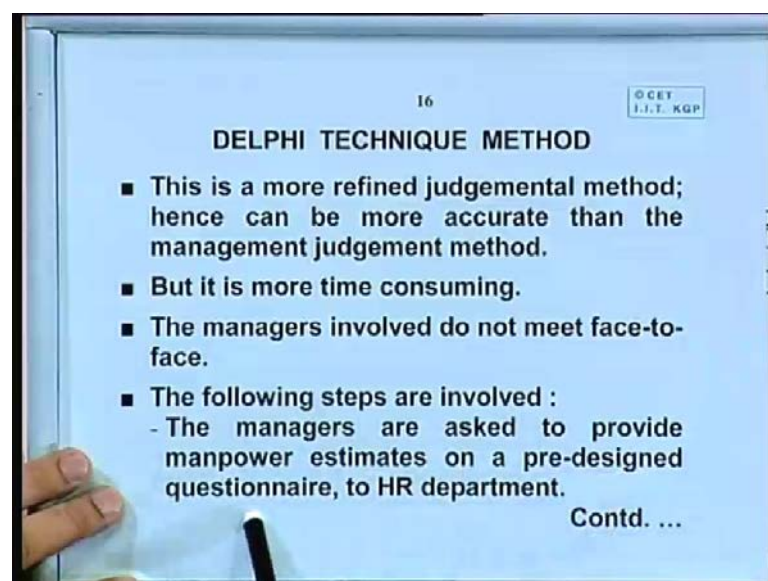 16
© CET
I.I.T. KGP
DELPHI TECHNIQUE METHOD
■ This is a more refined judgemental method;
hence can be more accurate than the
management judgement method.
■ But it is more time consuming.
■ The managers involved do not meet face-to-
face.
■ The following steps are involved :
- The managers are asked to provide
manpower estimates on a pre-designed
questionnaire, to HR department.
Contd. ...